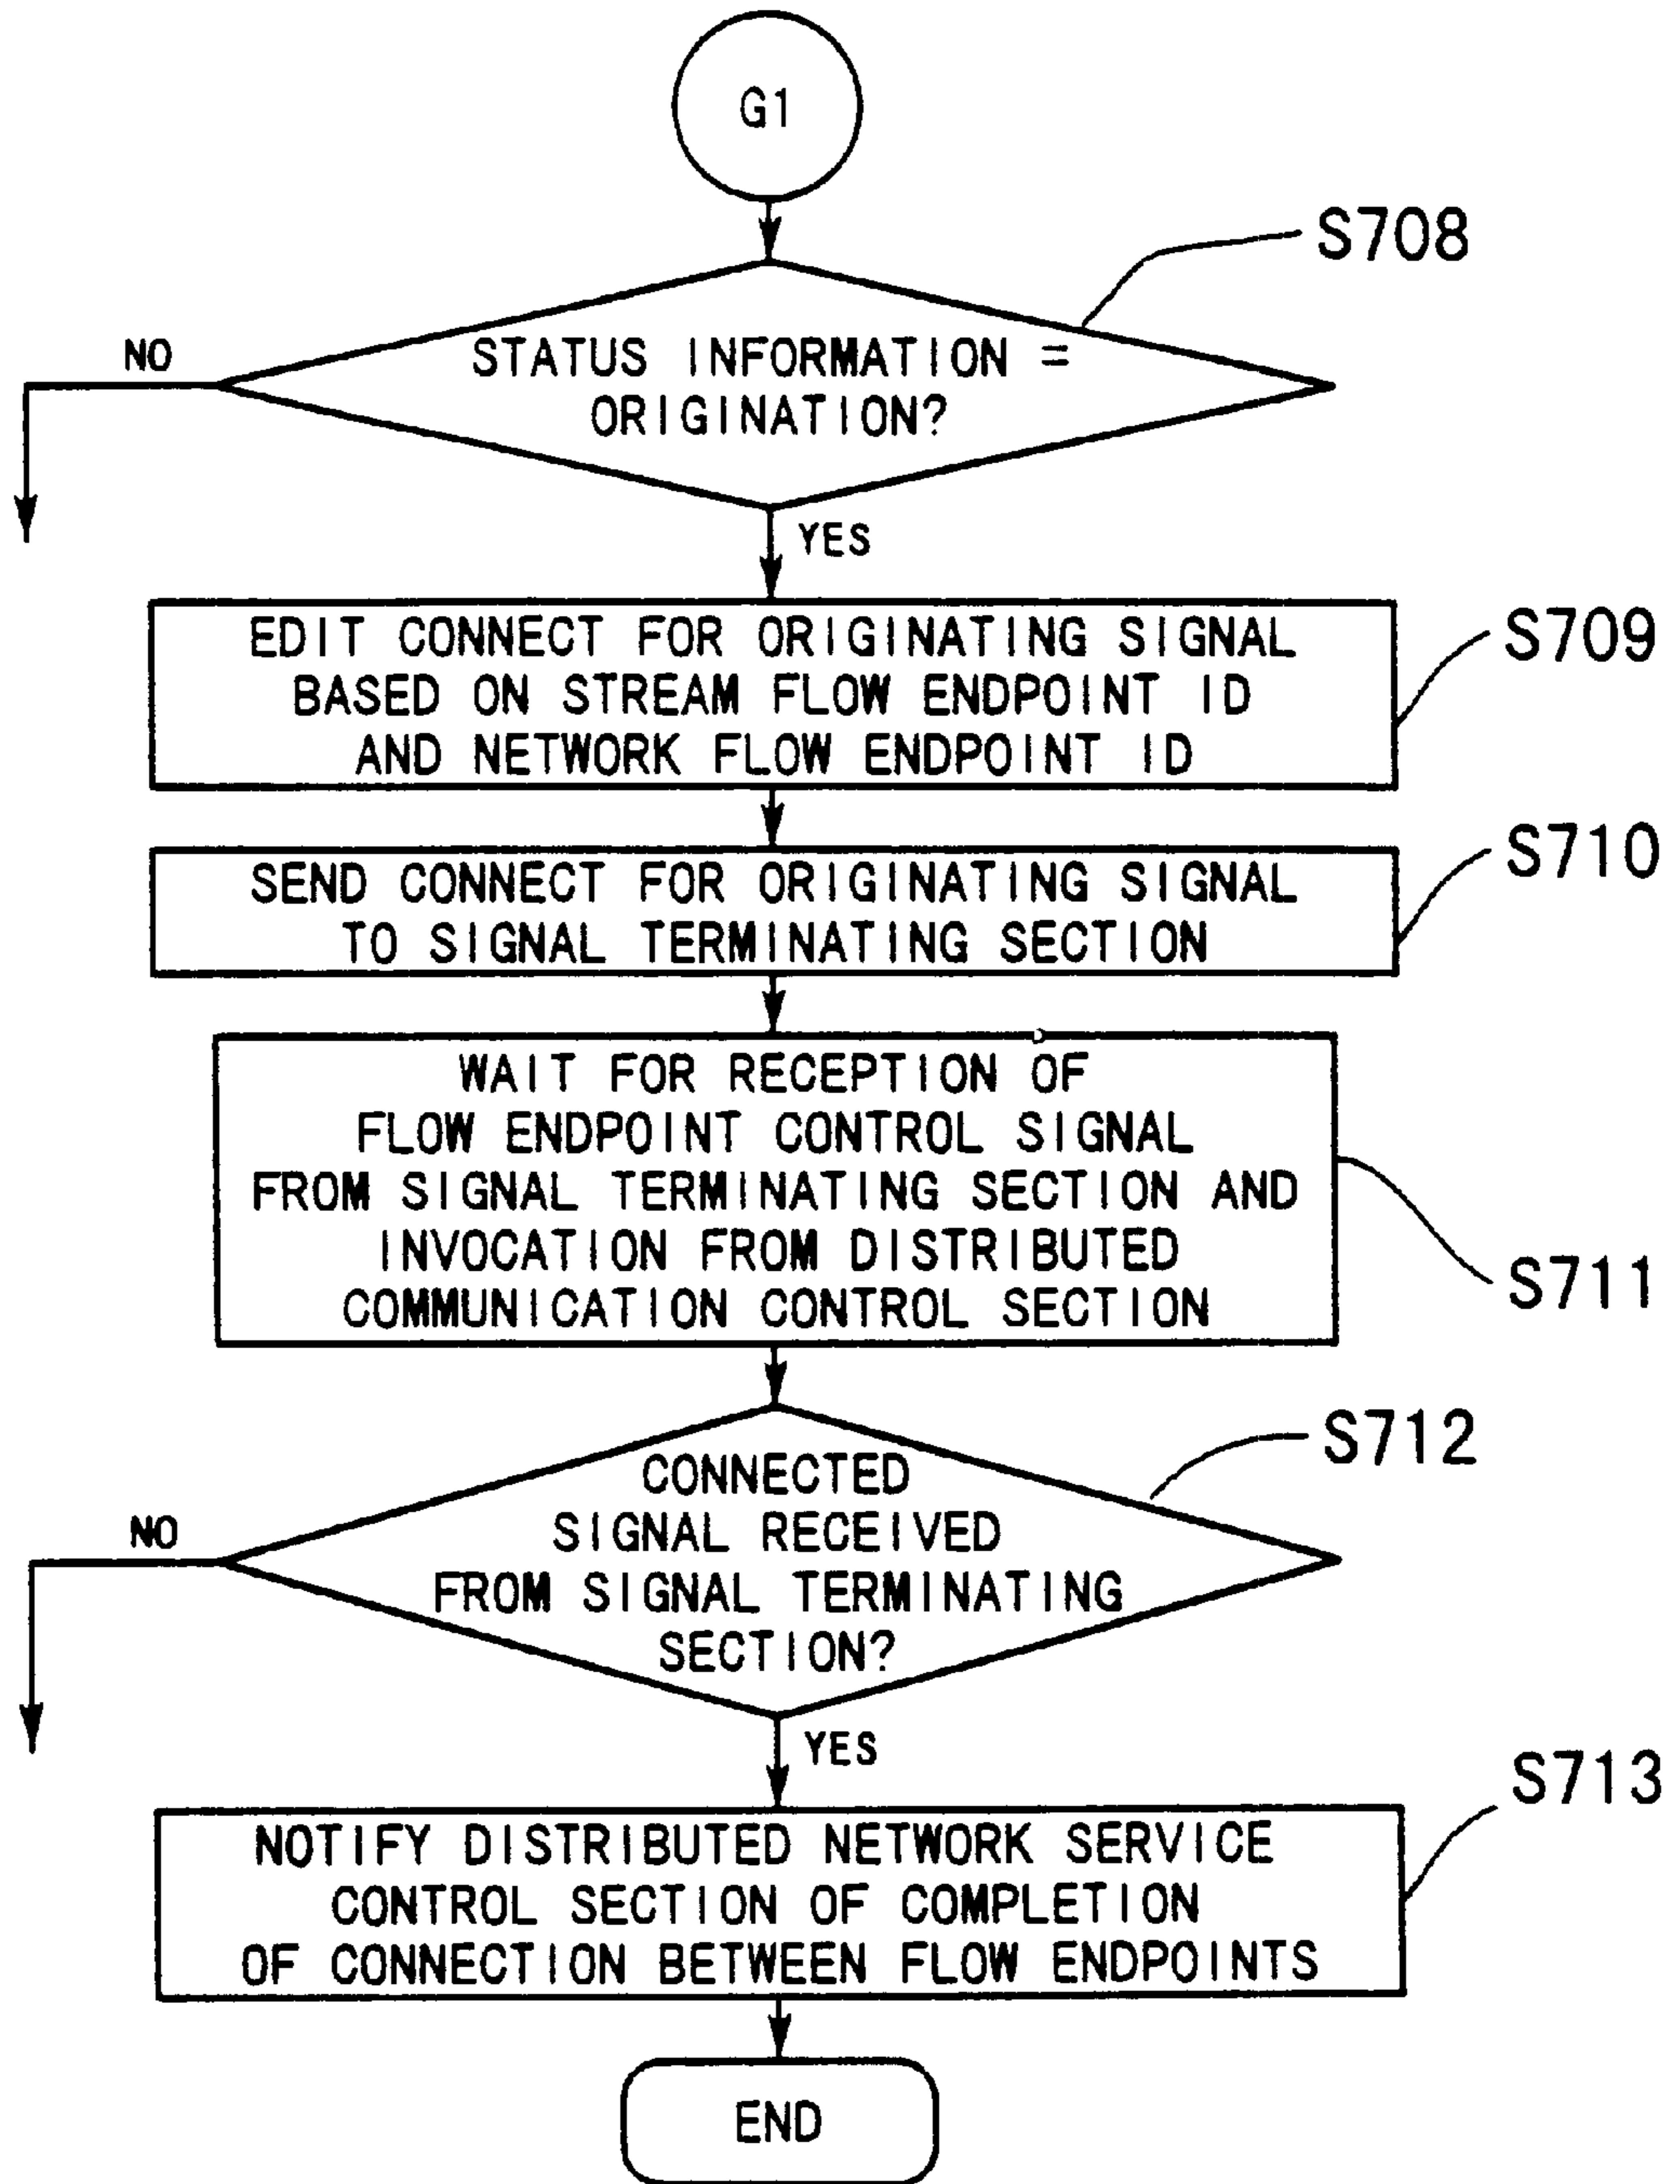 G1
S708
STATUS INFORMATION =
ORIGINATION?
NO
YES
EDIT CONNECT FOR ORIGINATING SIGNAL
BASED ON STREAM FLOW ENDPOINT ID
AND NETWORK FLOW ENDPOINT ID
S709
SEND CONNECT FOR ORIGINATING SIGNAL
TO SIGNAL TERMINATING SECTION
S710
WAIT FOR RECEPTION OF
FLOW ENDPOINT CONTROL SIGNAL
FROM SIGNAL TERMINATING SECTION AND
INVOCATION FROM DISTRIBUTED
COMMUNICATION CONTROL SECTION
S711
S712
CONNECTED
SIGNAL RECEIVED
FROM SIGNAL TERMINATING
SECTION?
NO
YES
S713
NOTIFY DISTRIBUTED NETWORK SERVICE
CONTROL SECTION OF COMPLETION
OF CONNECTION BETWEEN FLOW ENDPOINTS
END